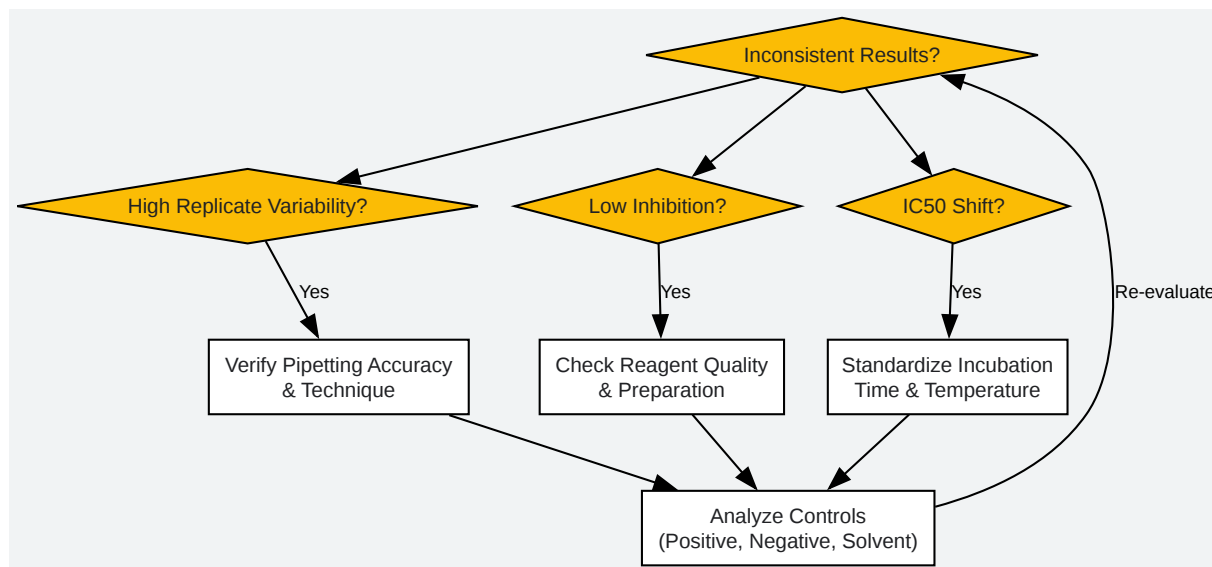 Inconsistent Results?
High Replicate Variability?
Low Inhibition?
IC50 Shift?
Yes
Yes
Yes
Re-evaluate
Verify Pipetting Accuracy
& Technique
Check Reagent Quality
& Preparation
Standardize Incubation
Time & Temperature
Analyze Controls
(Positive, Negative, Solvent)